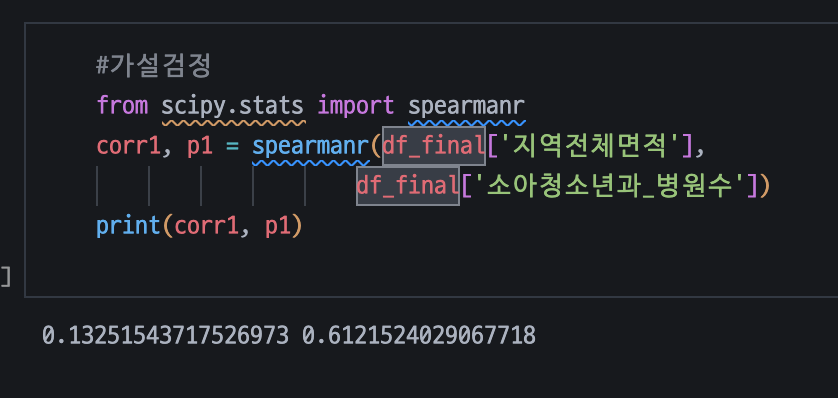 #가설검정
from scipy.stats import spearmanr
corr1, p1 = spearmanr(df_final['지역전체면적'],
df_final['소아청소년과_병원수'])
print(corr1, p1)
]
0.13251543717526973 0.6121524029067718